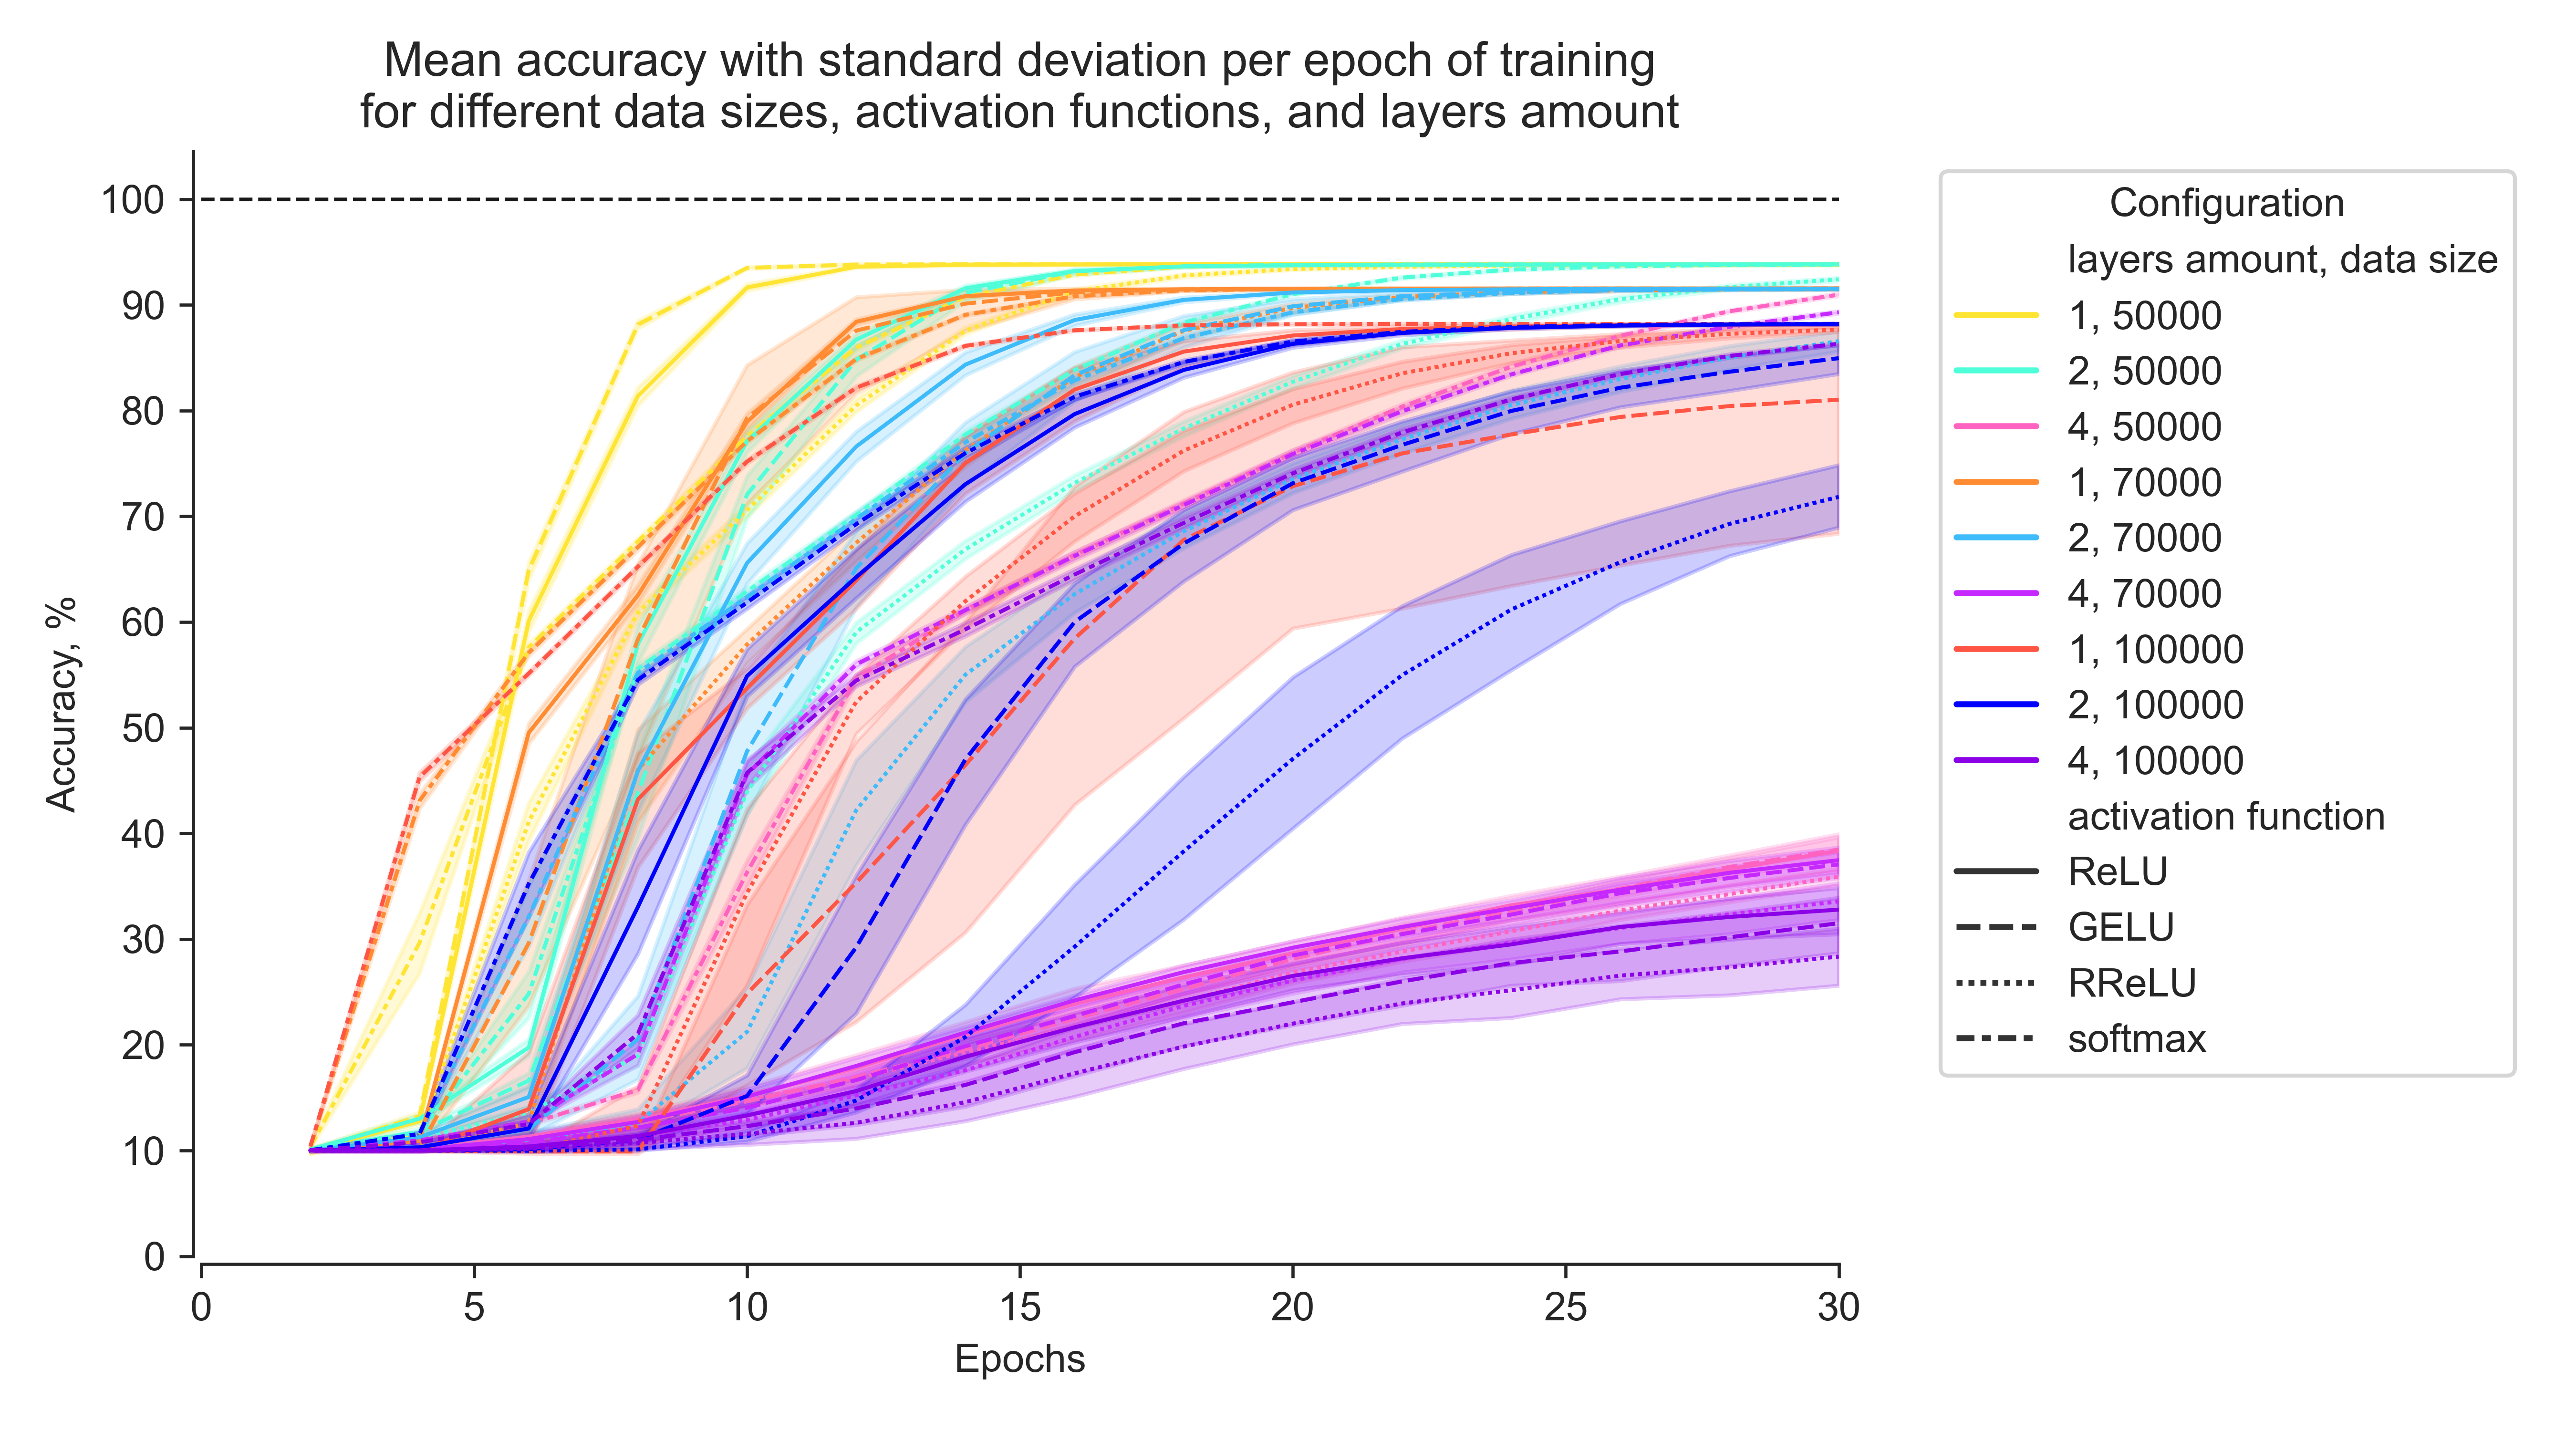 Mean accuracy with standard deviation per epoch of training
for different data sizes, activation functions, and layers amount
Accuracy, %
100
90
80
70
60
50
40
30
20
10
0
0 5 10 15 20 25 30
Epochs
Configuration
layers amount, data size
1, 50000
2, 50000
4, 50000
1, 70000
2, 70000
4, 70000
1, 100000
2, 100000
4, 100000
activation function
ReLU
GELU
RReLU
softmax